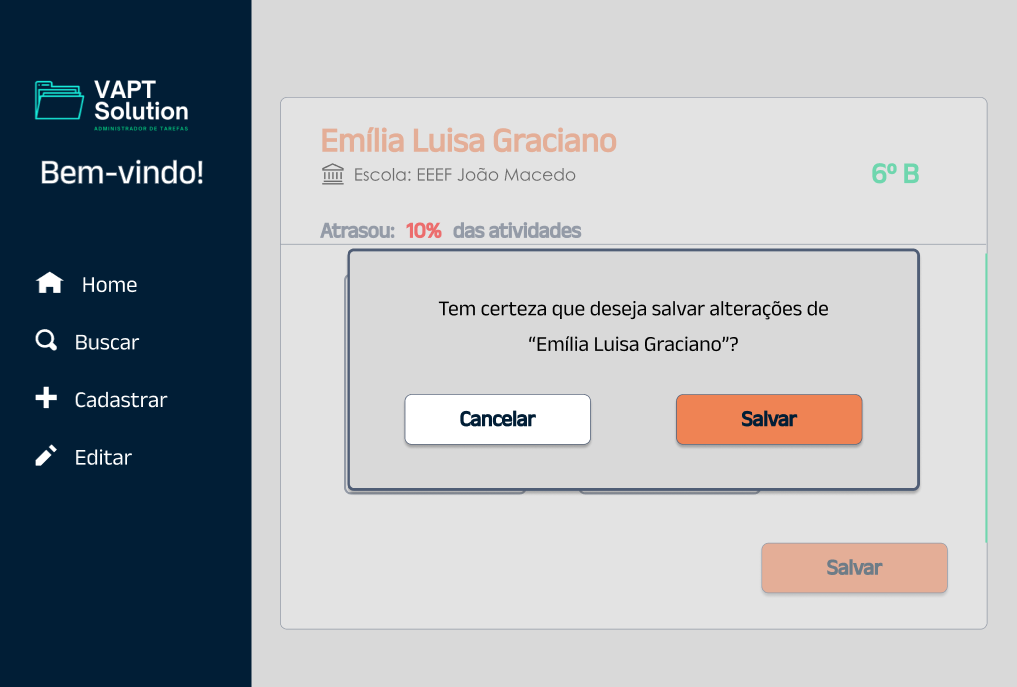 VAPT
Solution
ADMINISTRADOR DE TAREFAS
Bem-vindo!
Home
Buscar
Cadastrar
Editar
Emília Luisa Graciano
Escola: EEEF João Macedo
6º B
Atrasou: 10% das atividades
Tem certeza que deseja salvar alterações de
“Emília Luisa Graciano”?
Cancelar
Salvar
Salvar